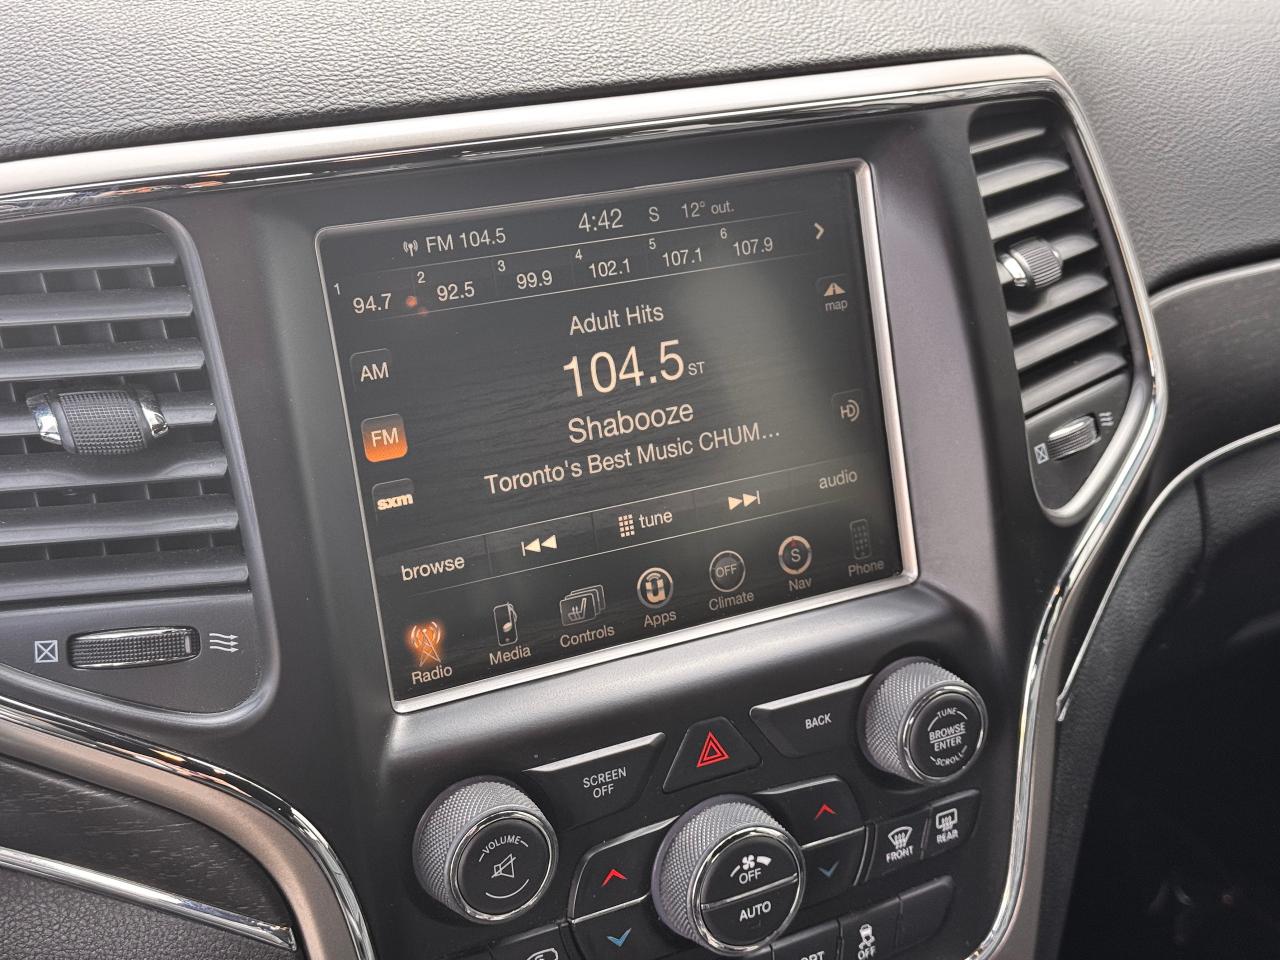 FM 104.5 4:42 S 12° out.
1 94.7 2 92.5 3 99.9 4 102.1 5 107.1 6 107.9
map
Adult Hits
AM
104.5 ST
FM
Shabooze
HD
Toronto's Best Music CHUM...
sxm
browse tune audio
Radio Media Controls Apps Climate Nav Phone
OFF
S
BACK
TUNE
BROWSE
ENTER
SCROLL
SCREEN
OFF
VOLUME
FRONT
REAR
OFF
AUTO
OFF